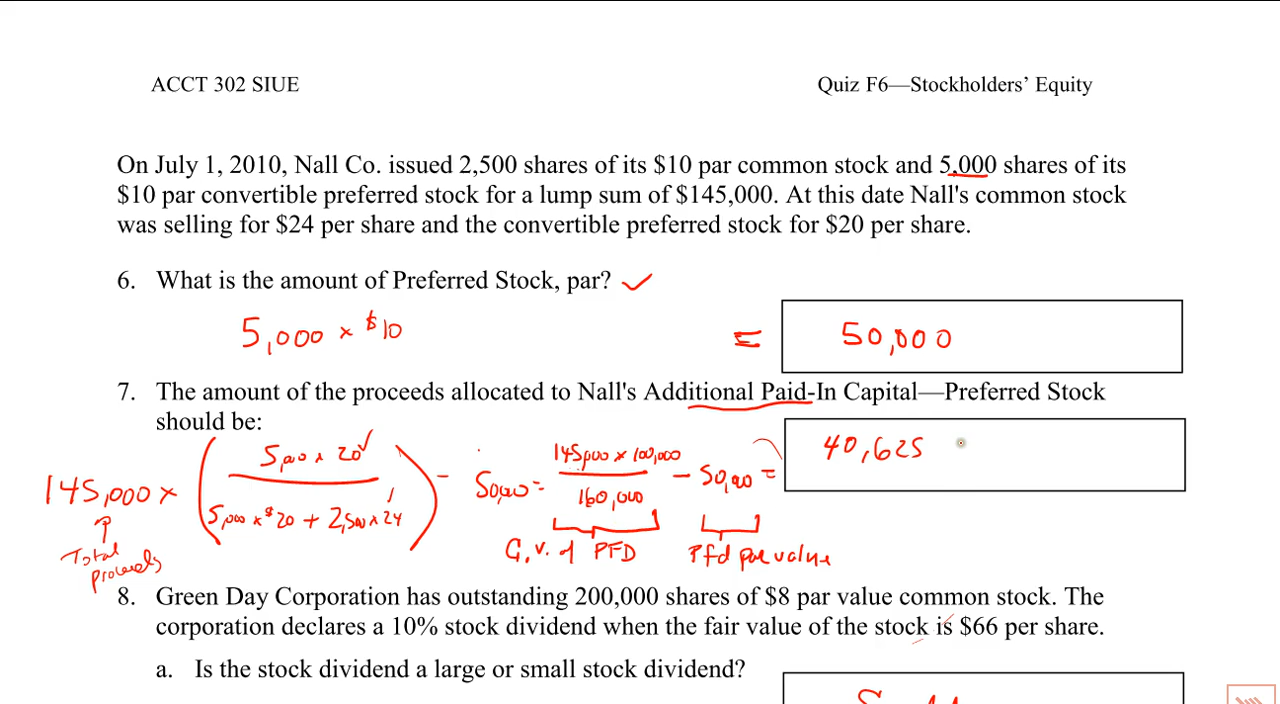 ACCT 302 SIUE
Quiz F6—Stockholders’ Equity
On July 1, 2010, Nall Co. issued 2,500 shares of its $10 par common stock and 5,000 shares of its
$10 par convertible preferred stock for a lump sum of $145,000. At this date Nall's common stock
was selling for $24 per share and the convertible preferred stock for $20 per share.
6. What is the amount of Preferred Stock, par? ✓
5,000 × $10 = 50,000
7. The amount of the proceeds allocated to Nall's Additional Paid-In Capital—Preferred Stock
should be:
145,000 × (5,000 × 20 / 5,000 × $20 + 2,500 × 24) - 50,000 = 145,000 × 100,000 / 160,000 - 50,000 = 40,625
Total proceeds
C.V. of PFD
Pfd par value
8. Green Day Corporation has outstanding 200,000 shares of $8 par value common stock. The
corporation declares a 10% stock dividend when the fair value of the stock is $66 per share.
a. Is the stock dividend a large or small stock dividend?